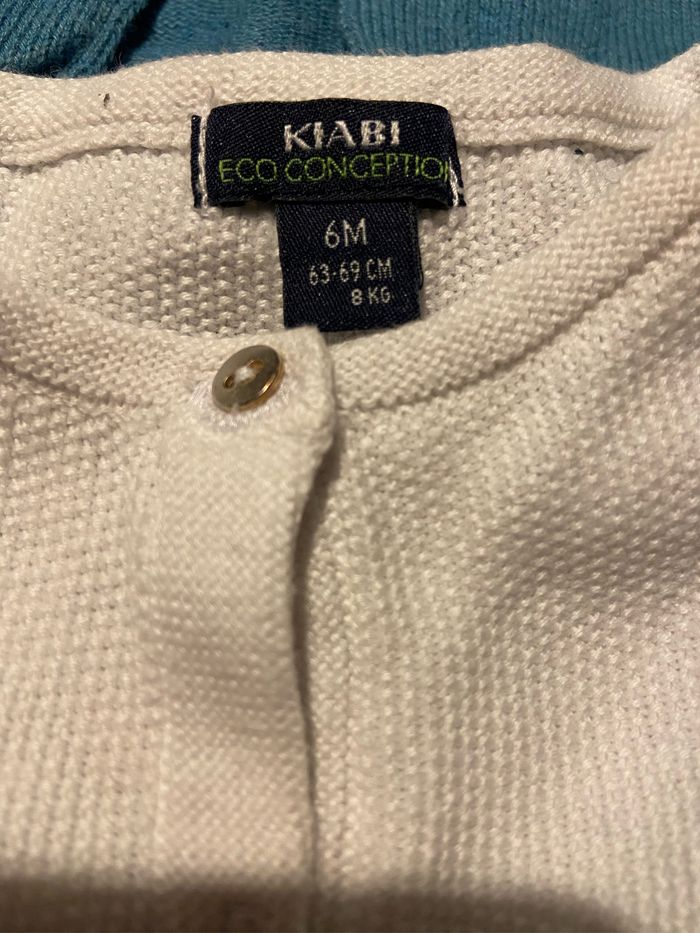 KIABI
ECO CONCEPTION
6M
63-69 CM
8 KG